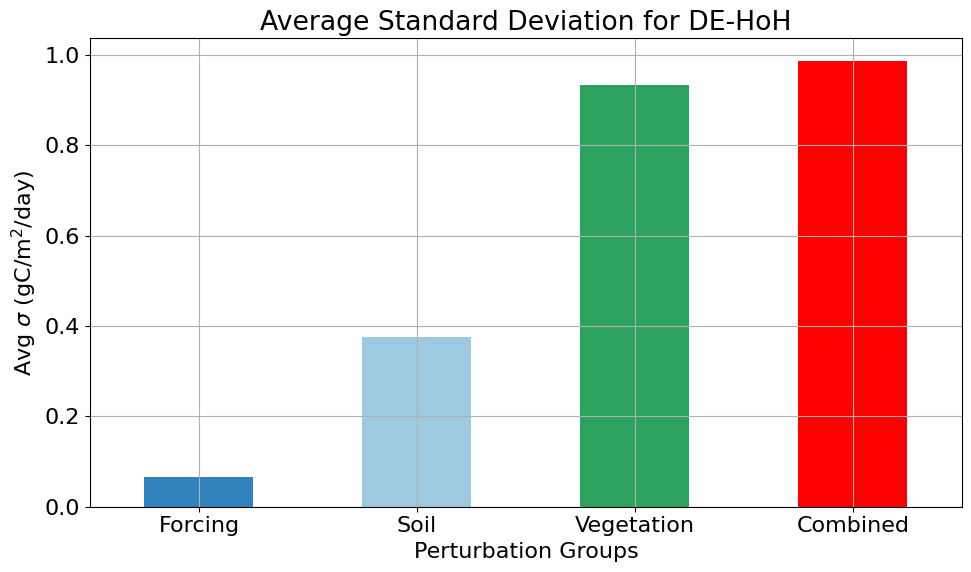 Average Standard Deviation for DE-HoH
Avg σ (gC/m²/day)
1.0
0.8
0.6
0.4
0.2
0.0
Forcing
Soil
Vegetation
Combined
Perturbation Groups